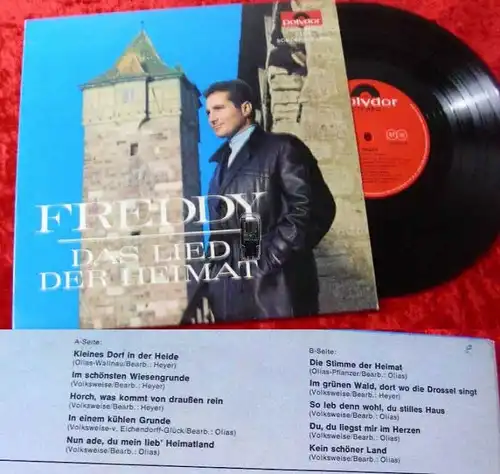 polydor
FREDDY
DAS LIED
DER HEIMAT
polydor
A-Seite:
Kleines Dorf in der Heide
(Olias-Wallnau/Bearb.: Heyer)
Im schönsten Wiesengrunde
(Volksweise/Bearb.: Heyer)
Horch, was kommt von draußen rein
(Volksweise/Bearb.: Olias)
In einem kühlen Grunde
(Volksweise-v. Eichendorff-Glück/Bearb.: Olias)
Nun ade, du mein lieb' Heimatland
(Volksweise/Bearb.: Olias)
B-Seite:
Die Stimme der Heimat
(Olias-Pflanzer/Bearb.: Olias)
Im grünen Wald, dort wo die Drossel singt
(Volksweise/Bearb.: Heyer)
So leb denn wohl, du stilles Haus
(Volksweise/Bearb.: Olias)
Du, du liegst mir im Herzen
(Volksweise/Bearb.: Olias)
Kein schöner Land
(Volksweise/Bearb.: Olias)